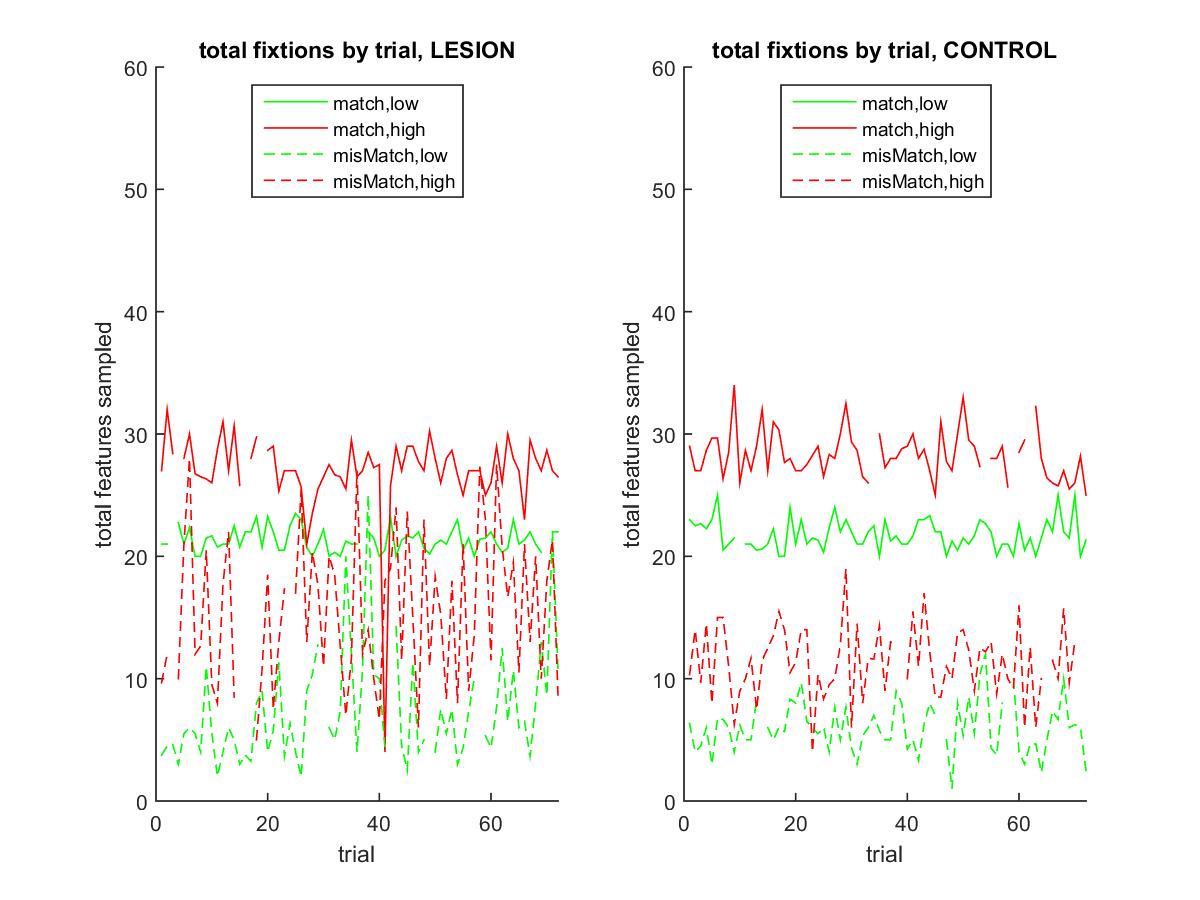 total fixtions by trial, LESION
match,low
match,high
misMatch,low
misMatch,high
60
50
40
30
20
10
0
0 20 40 60
total features sampled
trial
total fixtions by trial, CONTROL
match,low
match,high
misMatch,low
misMatch,high
60
50
40
30
20
10
0
0 20 40 60
total features sampled
trial